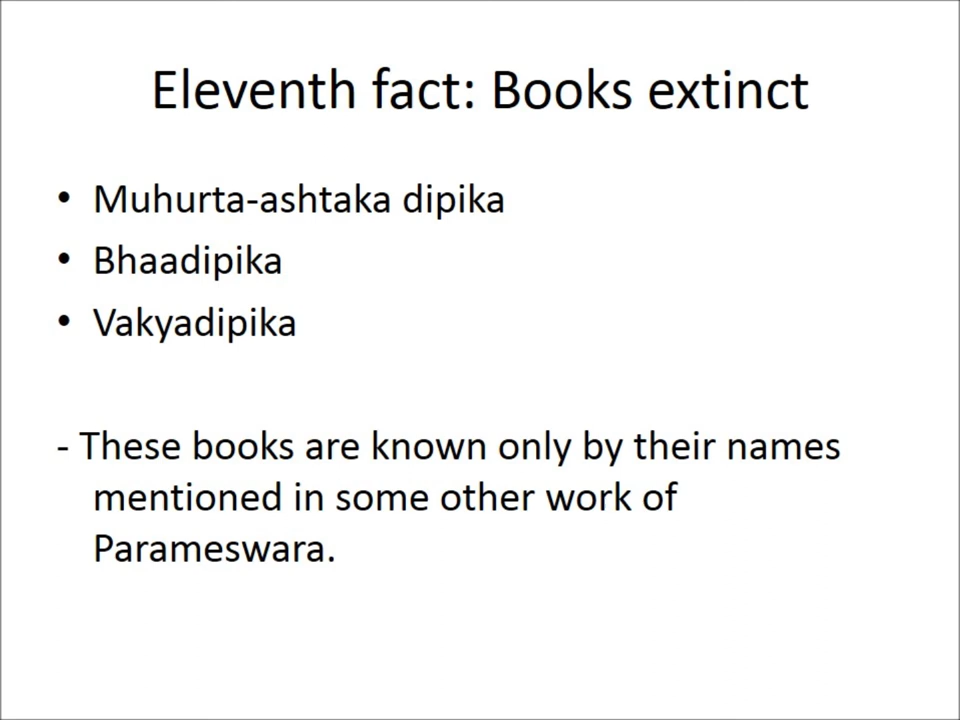 Eleventh fact: Books extinct
• Muhurta-ashtaka dipika
• Bhaadipika
• Vakyadipika
- These books are known only by their names
mentioned in some other work of
Parameswara.